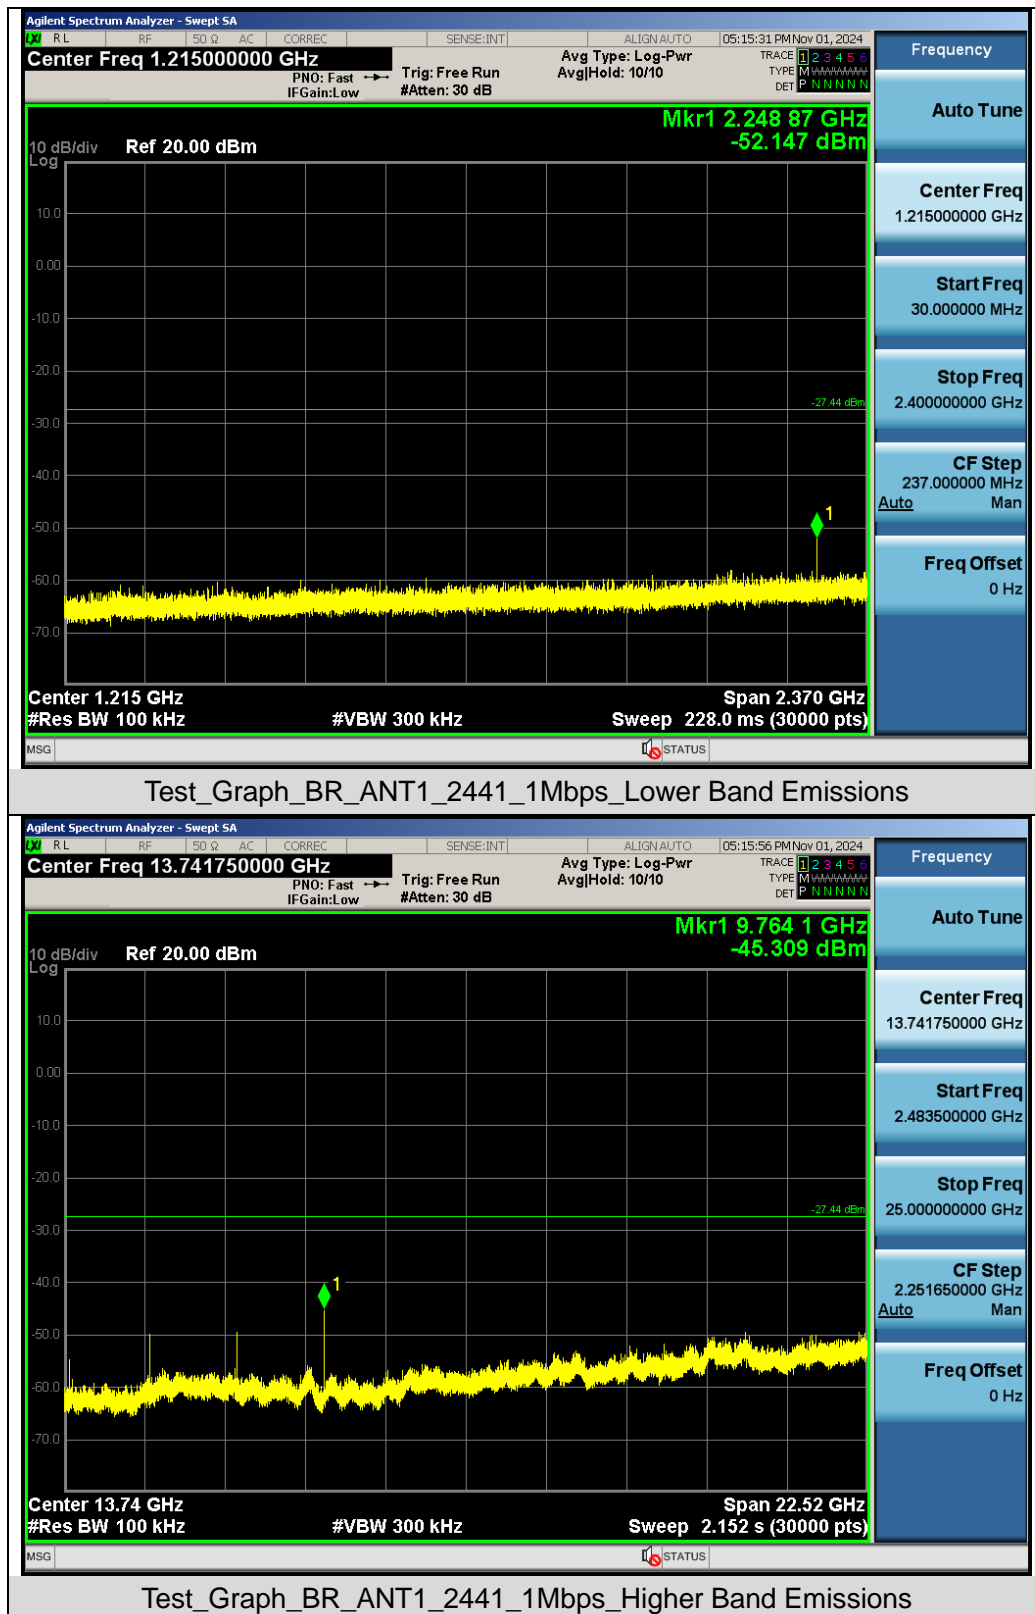 Agilent Spectrum Analyzer - Swept SA
LXI RL RF 50 Ω AC CORREC SENSE:INT ALIGN AUTO 05:15:31 PM Nov 01, 2024
Center Freq 1.215000000 GHz
PNO: Fast
IFGain:Low
Trig: Free Run
#Atten: 30 dB
Avg Type: Log-Pwr
Avg|Hold: 10/10
TRACE 1 2 3 4 5 6
TYPE M
DET P N N N N N
Frequency
Mkr1 2.248 87 GHz
-52.147 dBm
10 dB/div Ref 20.00 dBm
Log
10.0
0.00
-10.0
-20.0
-27.44 dBm
-30.0
-40.0
-50.0
1
-60.0
-70.0
Center 1.215 GHz Span 2.370 GHz
#Res BW 100 kHz #VBW 300 kHz Sweep 228.0 ms (30000 pts)
MSG STATUS
Auto Tune
Center Freq
1.215000000 GHz
Start Freq
30.000000 MHz
Stop Freq
2.400000000 GHz
CF Step
237.000000 MHz
Auto Man
Freq Offset
0 Hz
Test_Graph_BR_ANT1_2441_1Mbps_Lower Band Emissions
Agilent Spectrum Analyzer - Swept SA
LXI RL RF 50 Ω AC CORREC SENSE:INT ALIGN AUTO 05:15:56 PM Nov 01, 2024
Center Freq 13.741750000 GHz
PNO: Fast
IFGain:Low
Trig: Free Run
#Atten: 30 dB
Avg Type: Log-Pwr
Avg|Hold: 10/10
TRACE 1 2 3 4 5 6
TYPE M
DET P N N N N N
Frequency
Mkr1 9.764 1 GHz
-45.309 dBm
10 dB/div Ref 20.00 dBm
Log
10.0
0.00
-10.0
-20.0
-27.44 dBm
-30.0
-40.0
1
-50.0
-60.0
-70.0
Center 13.74 GHz Span 22.52 GHz
#Res BW 100 kHz #VBW 300 kHz Sweep 2.152 s (30000 pts)
MSG STATUS
Auto Tune
Center Freq
13.741750000 GHz
Start Freq
2.483500000 GHz
Stop Freq
25.000000000 GHz
CF Step
2.251650000 GHz
Auto Man
Freq Offset
0 Hz
Test_Graph_BR_ANT1_2441_1Mbps_Higher Band Emissions